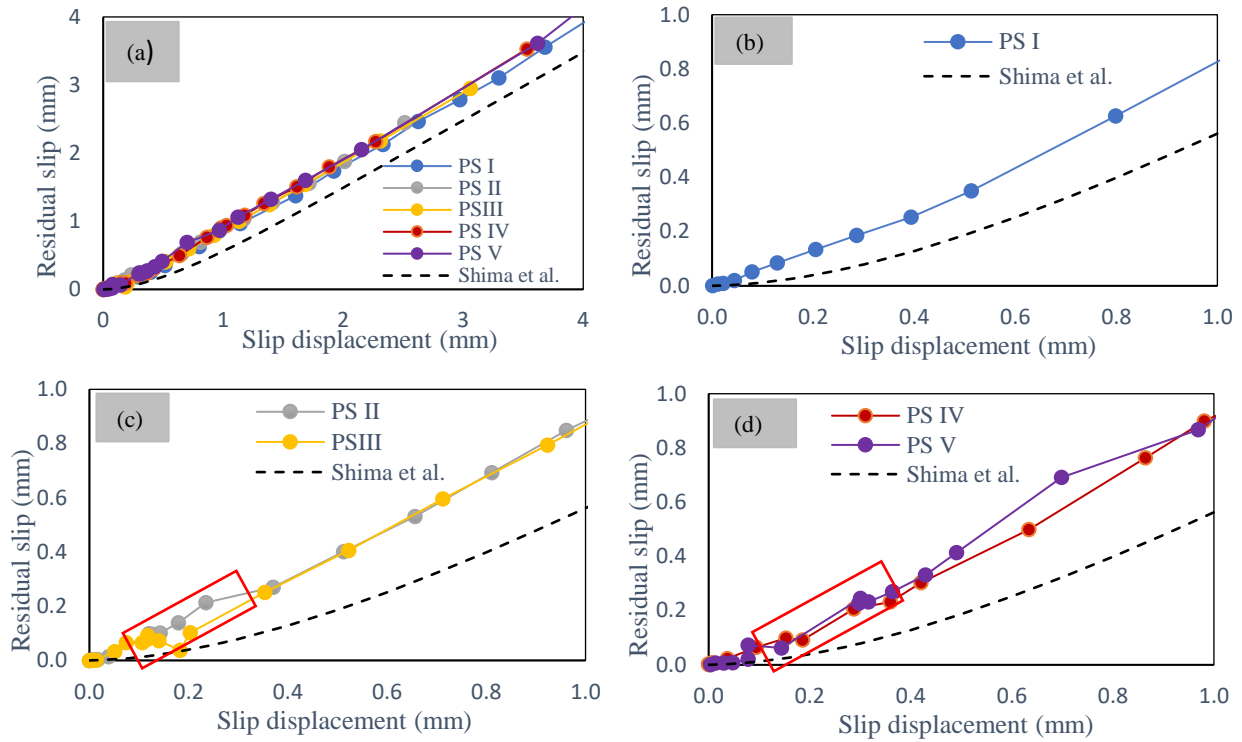 (a)
Residual slip (mm)
4
3
2
1
0
PS I
PS II
PSIII
PS IV
PS V
Shima et al.
0 1 2 3 4
Slip displacement (mm)
(b)
Residual slip (mm)
1.0
0.8
0.6
0.4
0.2
0.0
PS I
Shima et al.
0.0 0.2 0.4 0.6 0.8 1.0
Slip displacement (mm)
(c)
Residual slip (mm)
1.0
0.8
0.6
0.4
0.2
0.0
PS II
PSIII
Shima et al.
0.0 0.2 0.4 0.6 0.8 1.0
Slip displacement (mm)
(d)
Residual slip (mm)
1.0
0.8
0.6
0.4
0.2
0.0
PS IV
PS V
Shima et al.
0.0 0.2 0.4 0.6 0.8 1.0
Slip displacement (mm)